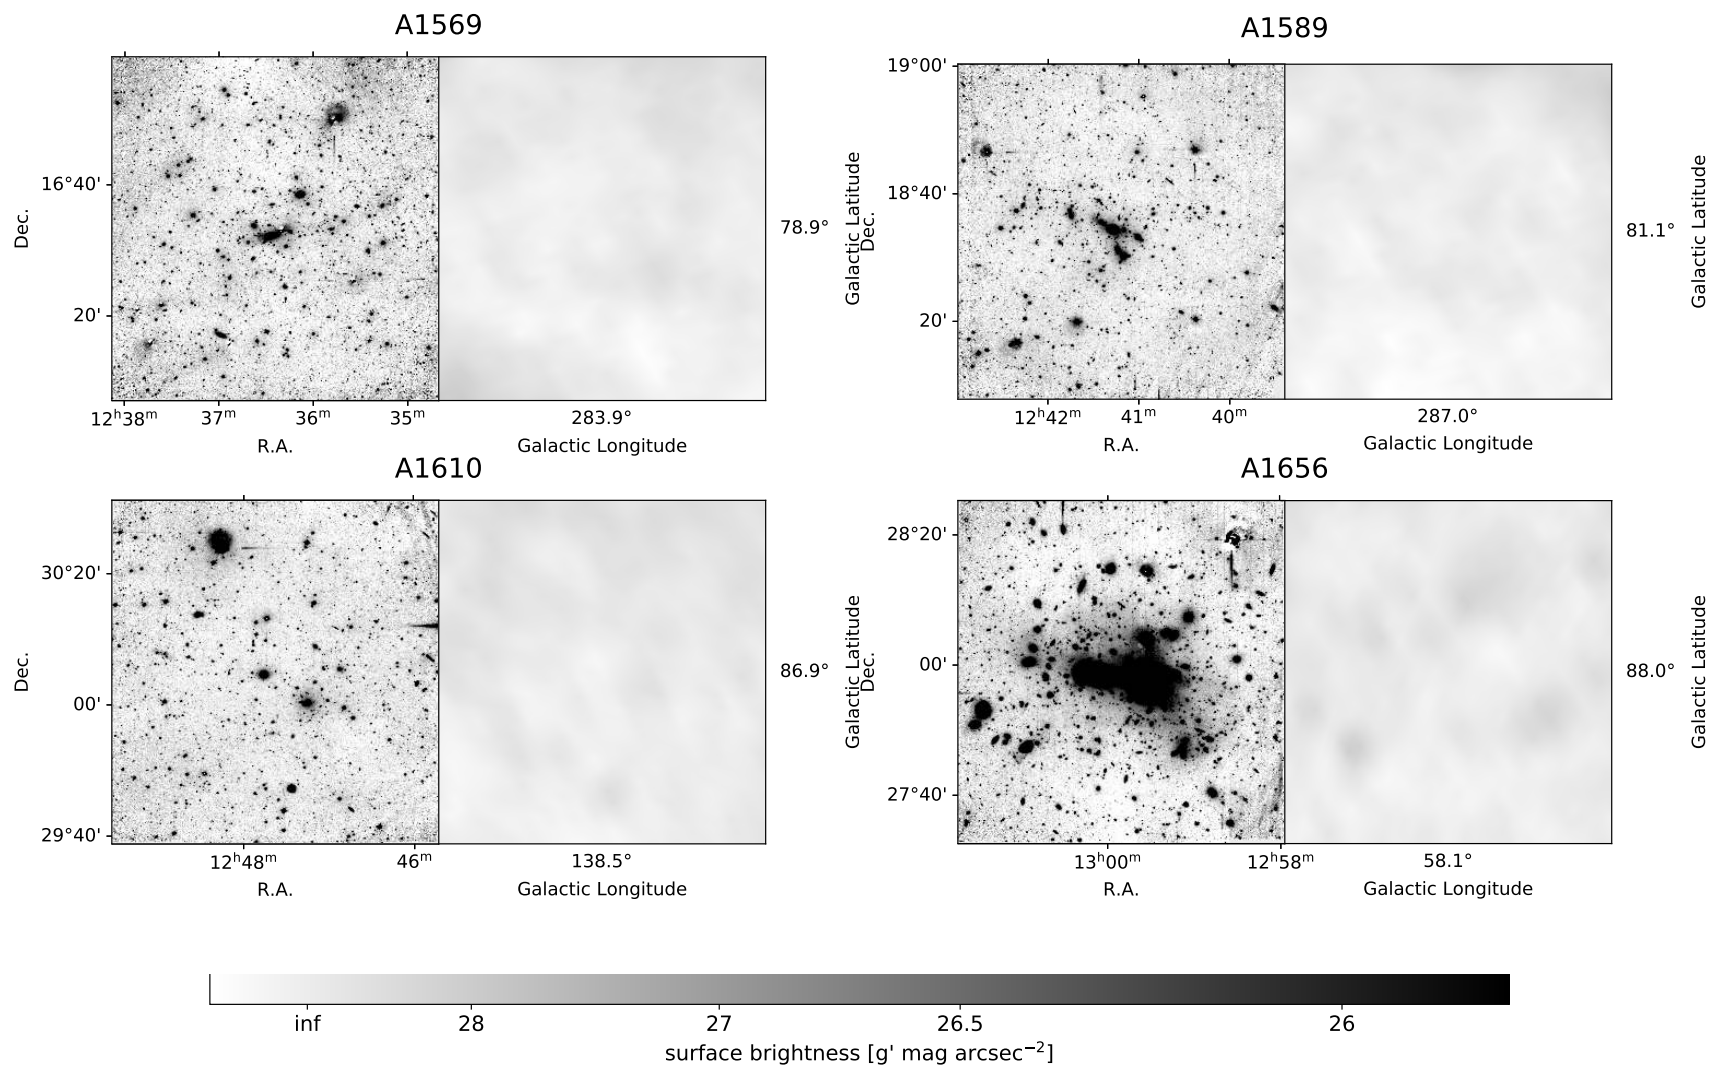 A1569
A1589
Dec.
16°40'
20'
12ʰ38ᵐ
37ᵐ
36ᵐ
35ᵐ
R.A.
283.9°
Galactic Longitude
78.9°
Galactic Latitude
Dec.
19°00'
18°40'
20'
12ʰ42ᵐ
41ᵐ
40ᵐ
R.A.
287.0°
Galactic Longitude
81.1°
Galactic Latitude
A1610
A1656
Dec.
30°20'
00'
29°40'
12ʰ48ᵐ
46ᵐ
R.A.
138.5°
Galactic Longitude
86.9°
Galactic Latitude
Dec.
28°20'
00'
27°40'
13ʰ00ᵐ
12ʰ58ᵐ
R.A.
58.1°
Galactic Longitude
88.0°
Galactic Latitude
inf
28
27
26.5
26
surface brightness [g' mag arcsec⁻²]